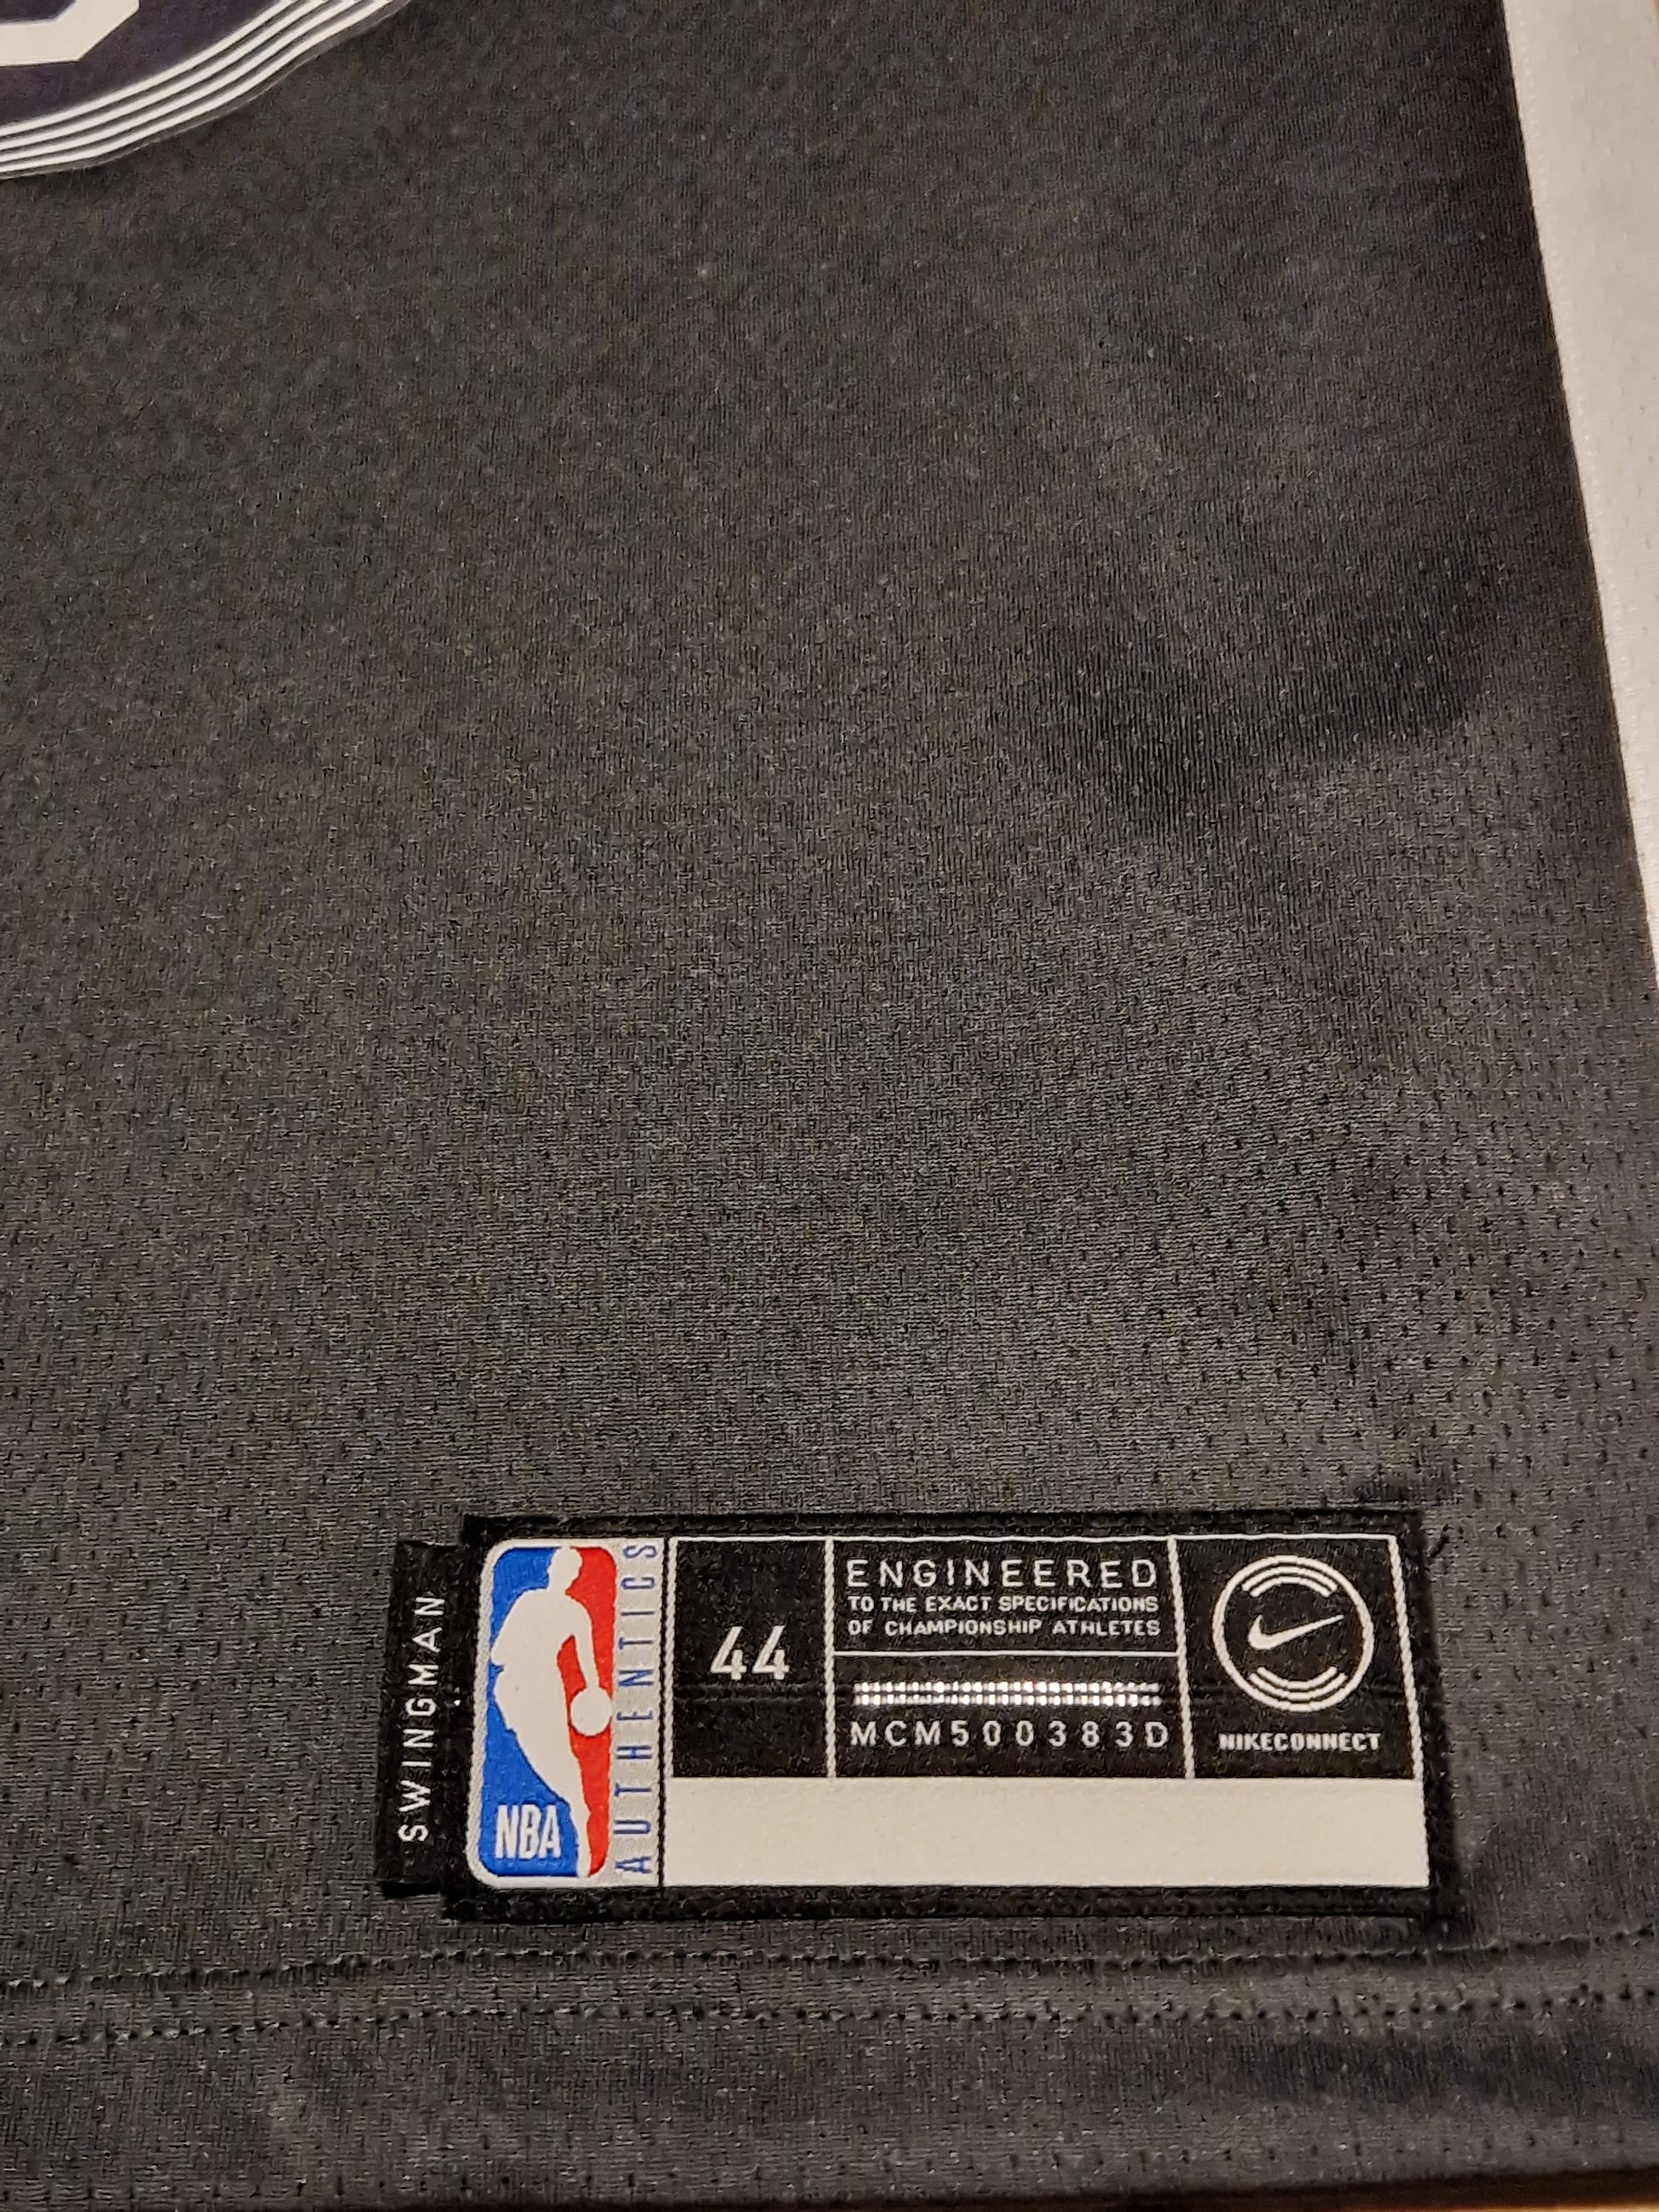 SWINGMAN
NBA
AUTHENTICS
44
ENGINEERED
TO THE EXACT SPECIFICATIONS
OF CHAMPIONSHIP ATHLETES
MCM500383D
NIKECONNECT